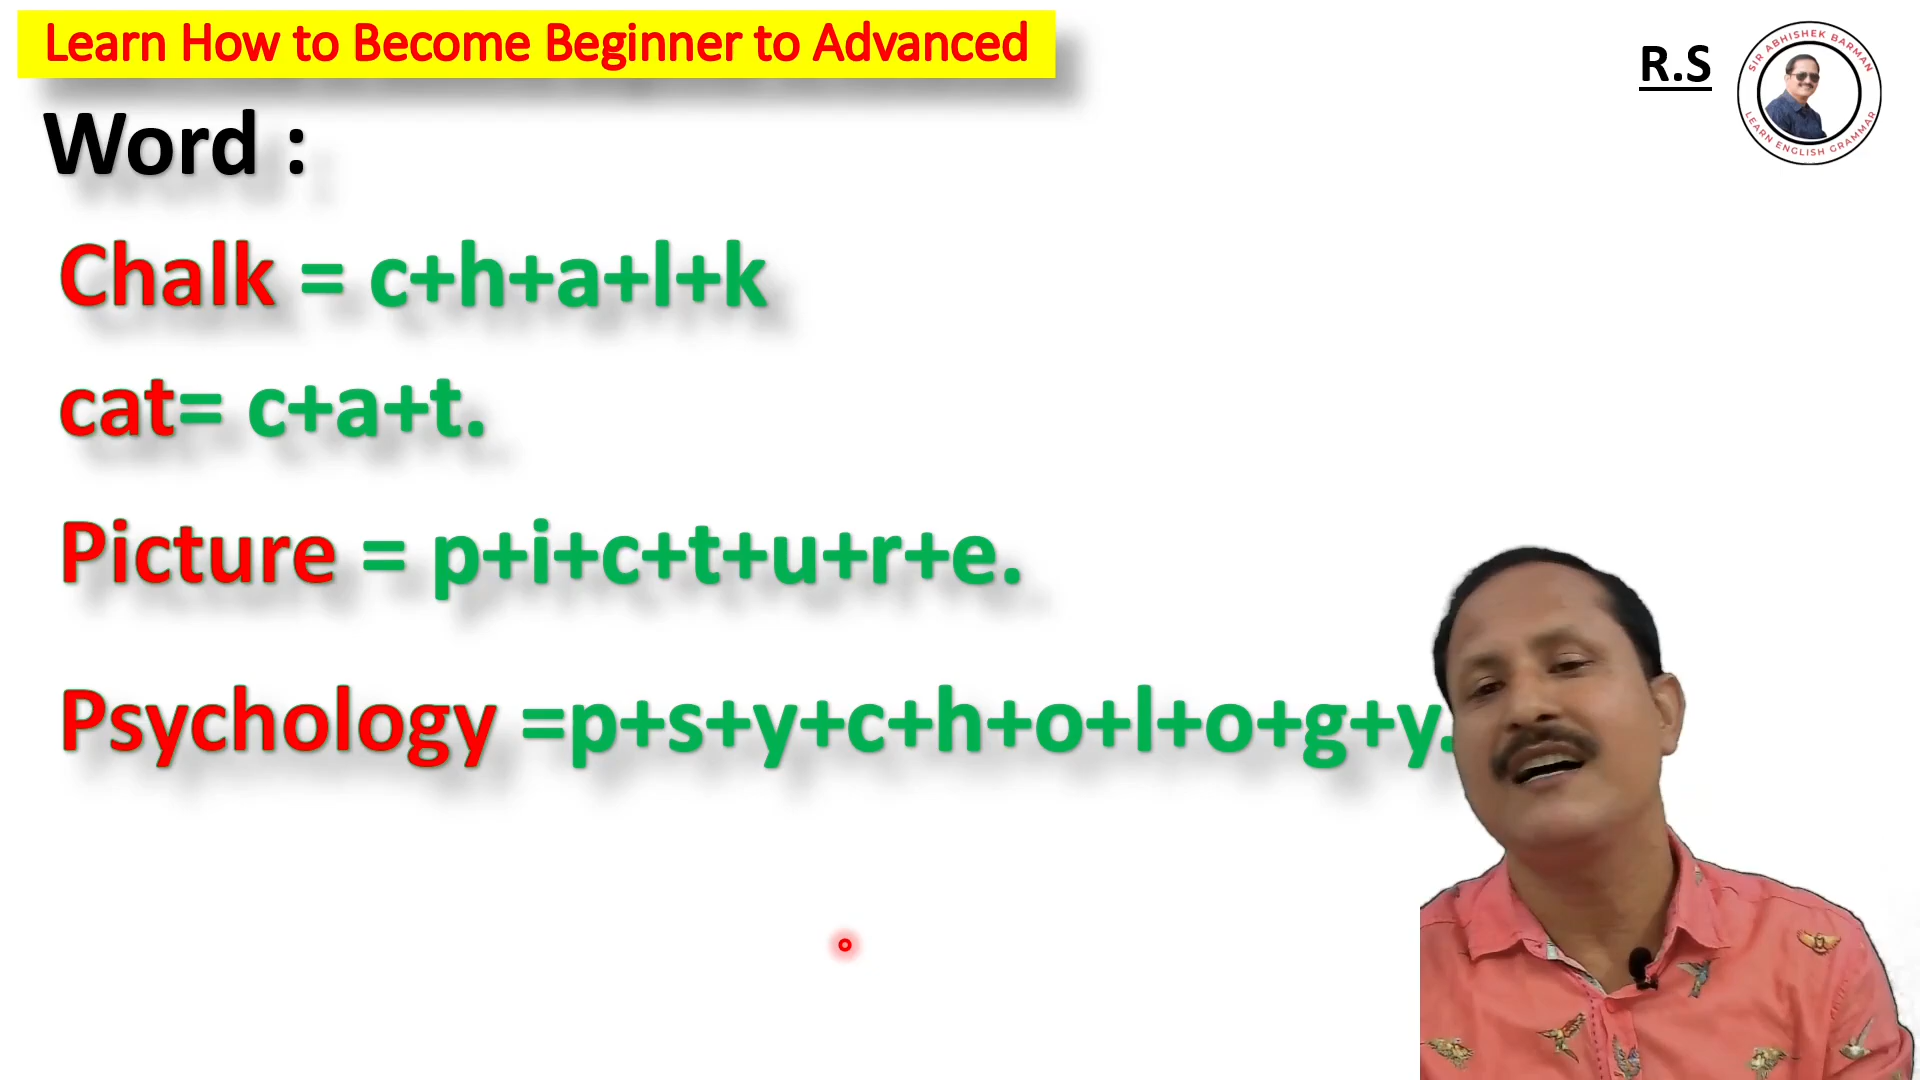 Learn How to Become Beginner to Advanced
R.S
SIR ABHISHEK BARMAN
LEARN ENGLISH GRAMMAR
Word :
Chalk = c+h+a+l+k
cat= c+a+t.
Picture = p+i+c+t+u+r+e.
Psychology =p+s+y+c+h+o+l+o+g+y.